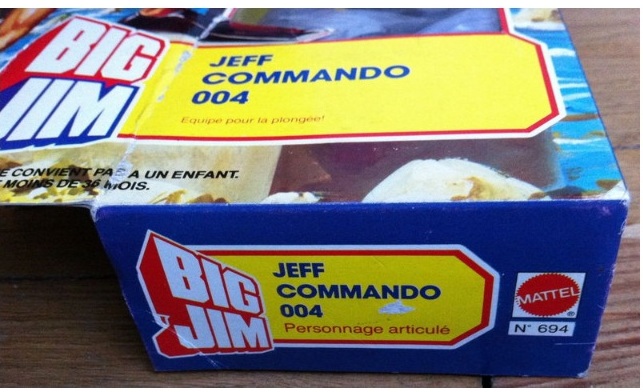 BIG
JIM
JEFF
COMMANDO
004
Equipé pour la plongée!
E CONVIENT PAS A UN ENFANT.
MOINS DE 36 MOIS.
BIG
JIM
JEFF
COMMANDO
004
Personnage articulé
MATTEL
®
N° 694